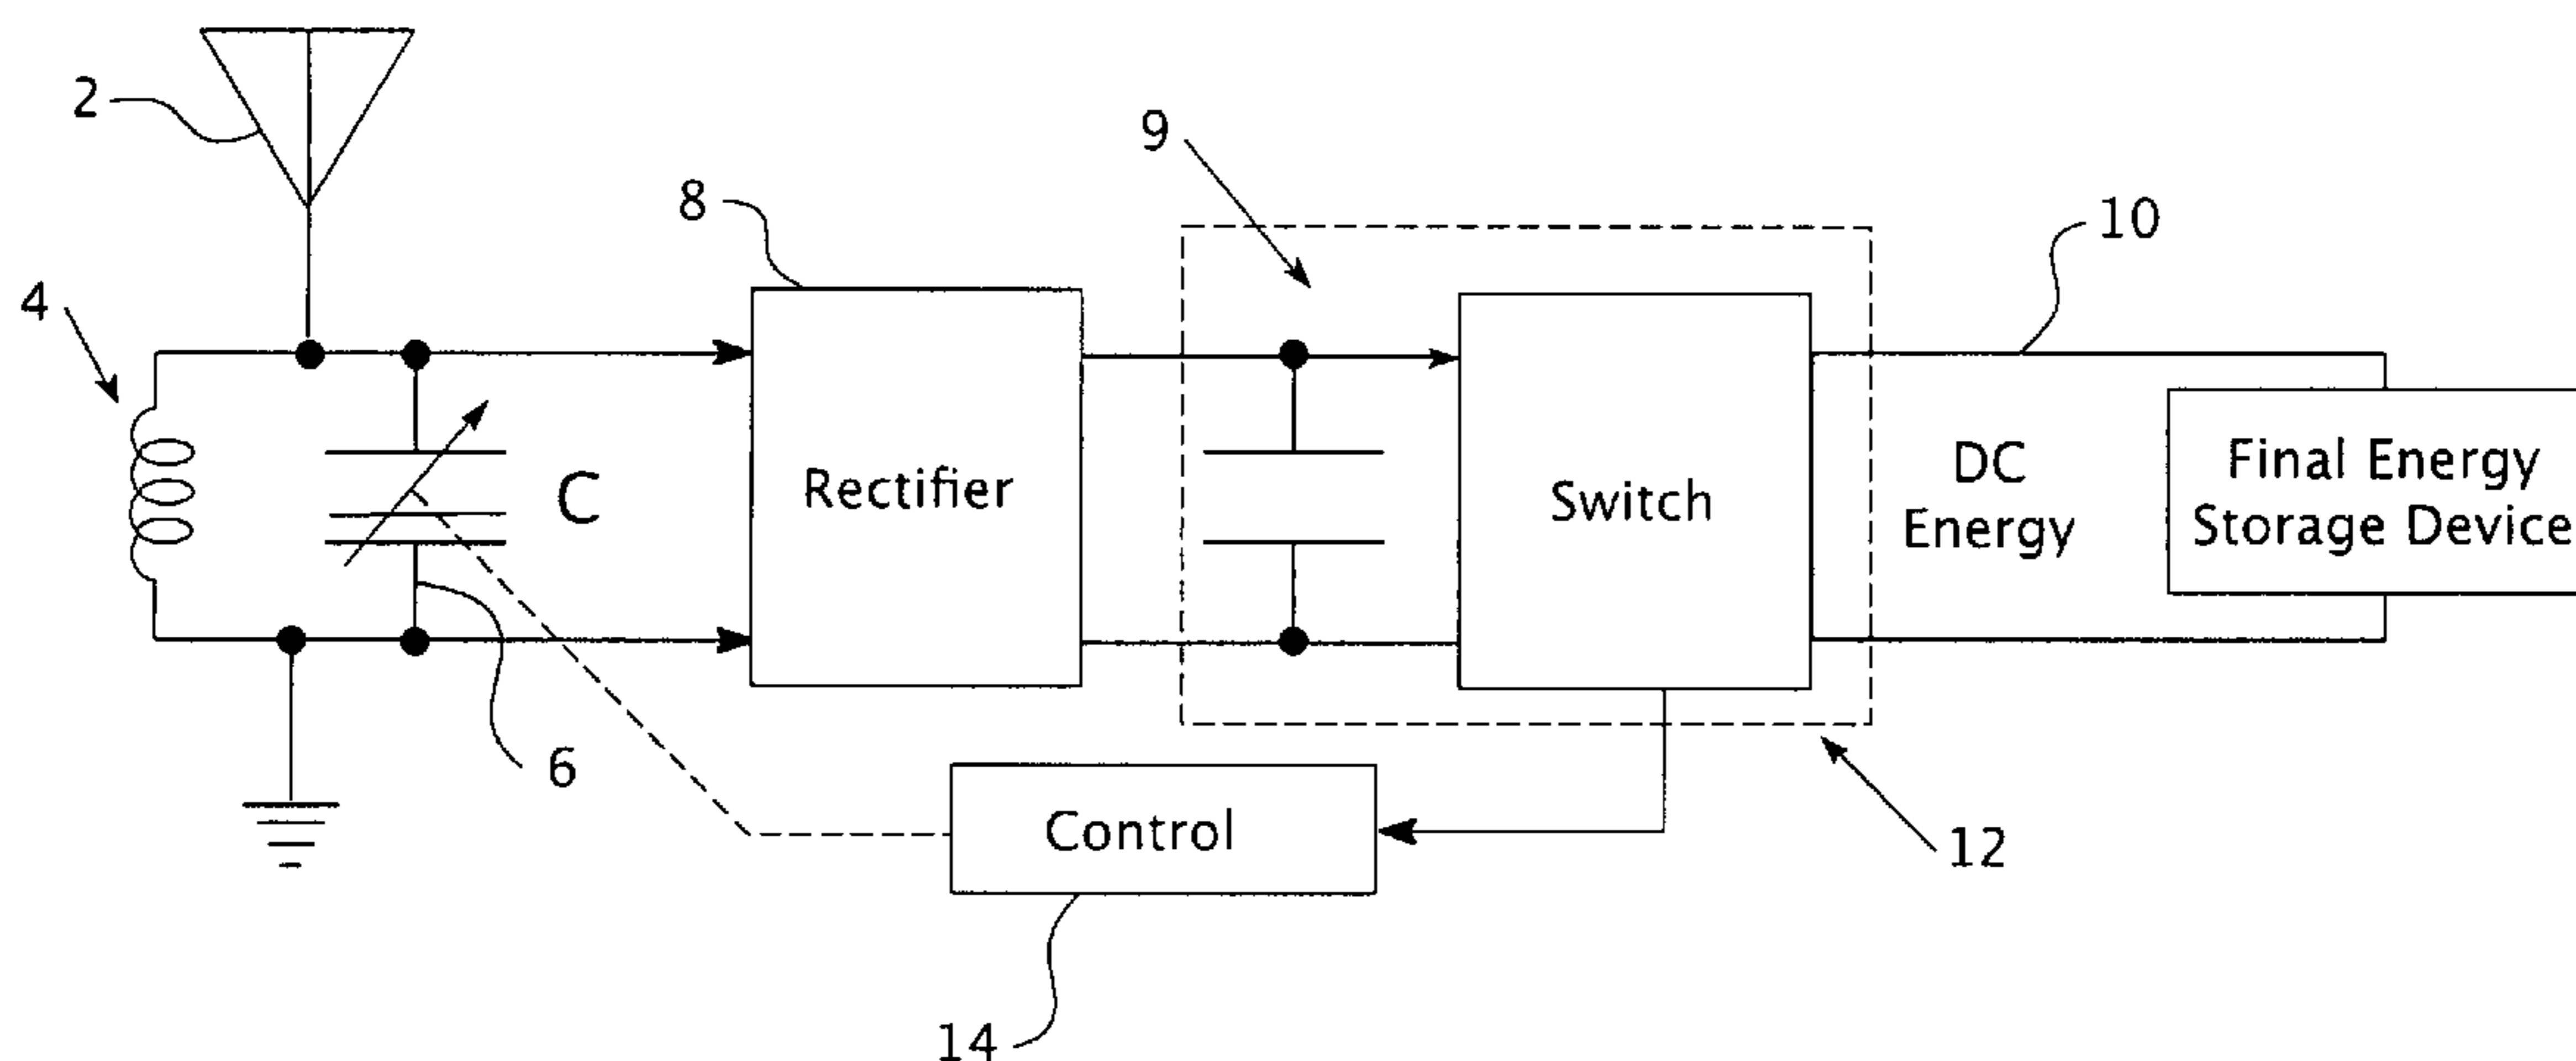 2
9
8
10
4
C
Rectifier
Switch
DC
Energy
Final Energy
Storage Device
6
Control
12
14